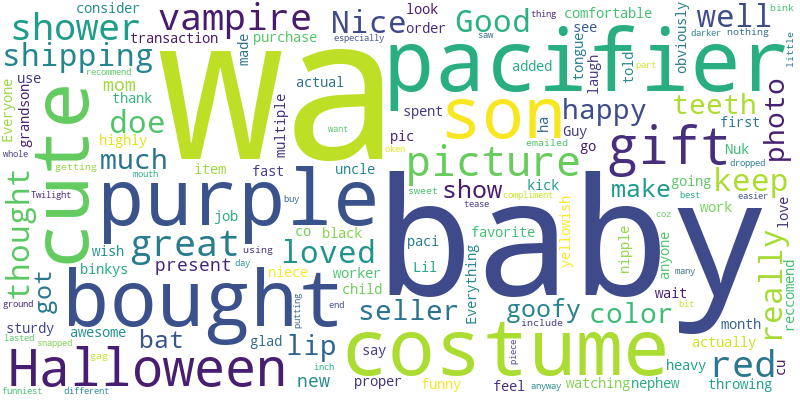 consider
shower
shipping
vampire
transaction
Nice
look
order
purchase
made
Good
comfortable
see
thing
bink
well
darker
nothing
little
obviously
especially
saw
tongue
laugh
told
added
wa
pacifier
Everyone
grandson
use
recommend
mom
thank
doe
highly
multiple
actual
spent
pic
ha
son
happy
Guy
go
teeth
first
part
photo
cute
much
whole
getting
item
fast
want
uncle
oken
picture
emailed
gift
Nuk
dropped
easier
keep
thought
Twilight
mouth
purple
buy
sweet
compliment
show
tease
kick
make
going
best
work
love
coz
job
wish
great
binkys
using
co
black
day
loved
paci
Lil
favorite
Everything
yellowish
nipple
anyone
really
reccomend
got
present
niece
worker
child
wait
many
baby
ground
bought
putting
end
seller
goofy
include
color
bit
month
sturdy
awesome
bat
glad
lip
say
costume
piece
actually
red
cu
lasted
snapped
gag
Halloween
inch
new
proper
funny
feel
anyway
watching
nephew
heavy
throwing
funniest
different